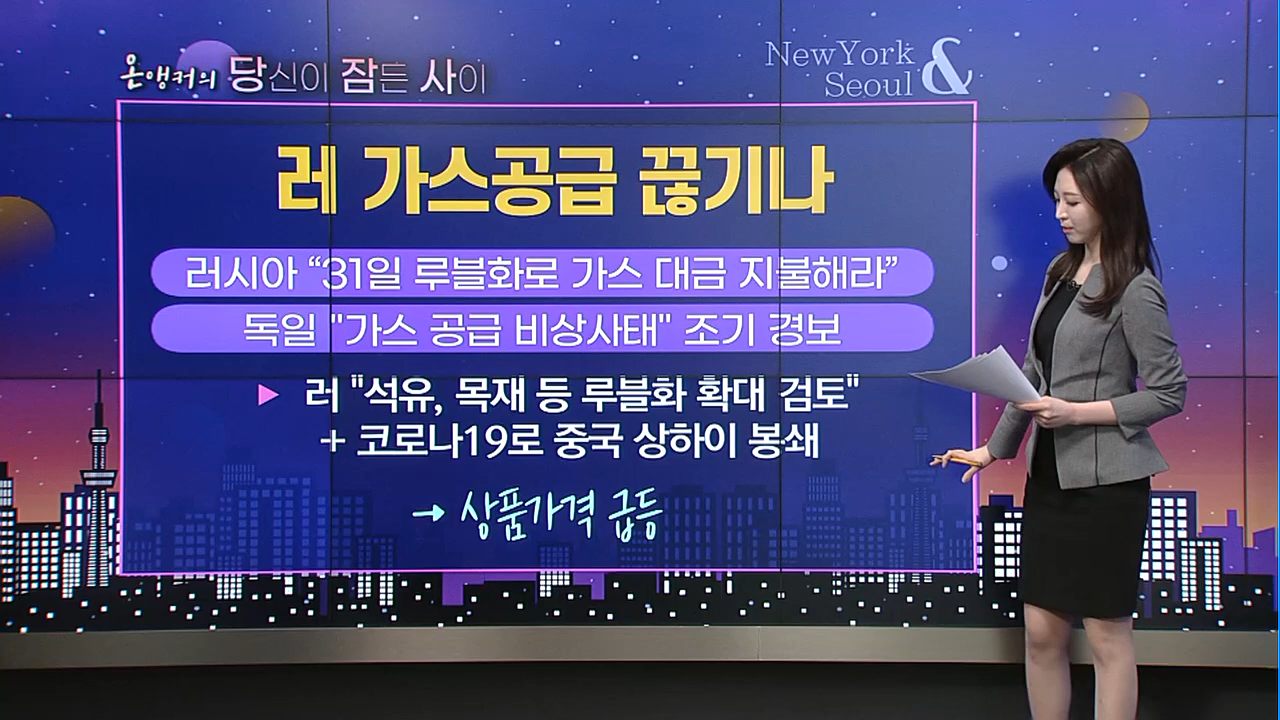 온앵커의 당신이 잠든 사이
NewYork &
Seoul
러 가스공급 끊기나
러시아 “31일 루블화로 가스 대금 지불해라”
독일 "가스 공급 비상사태" 조기 경보
▶ 러 "석유, 목재 등 루블화 확대 검토"
+ 코로나19로 중국 상하이 봉쇄
→ 상품가격 급등